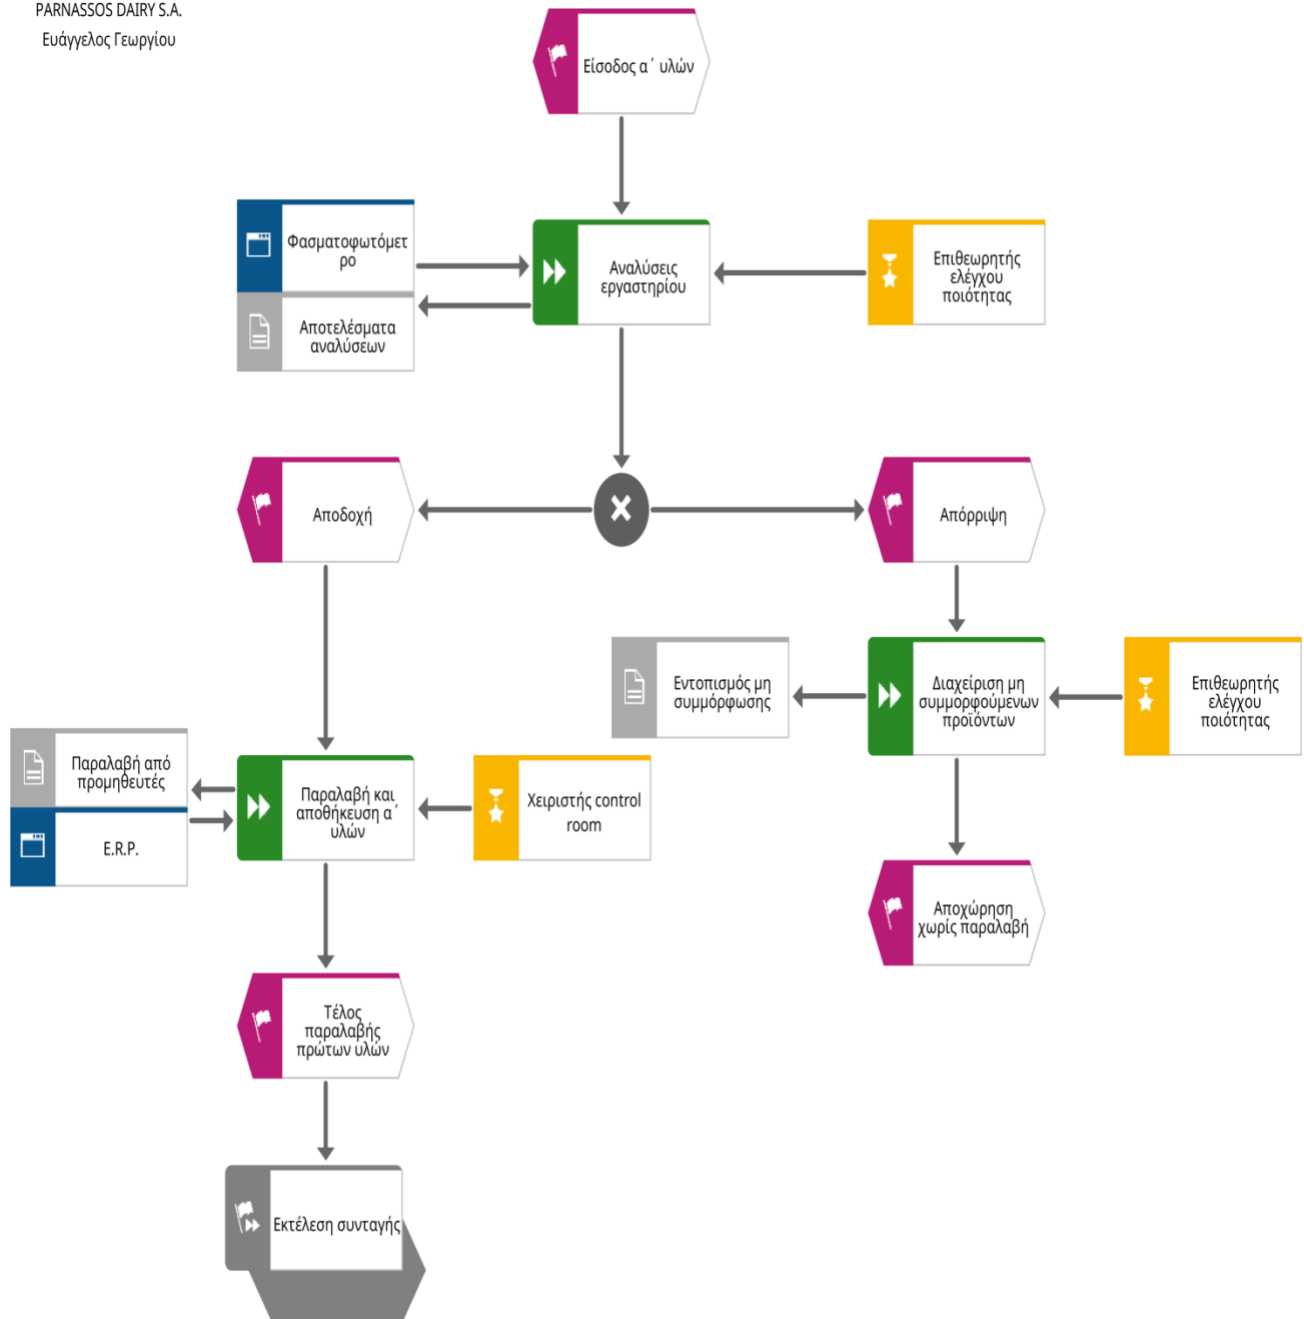 PARNASSOS DAIRY S.A.
Ευάγγελος Γεωργίου
Είσοδος α΄ υλών
Φασματοφωτόμετ
ρο
Αναλύσεις
εργαστηρίου
Επιθεωρητής
ελέγχου
ποιότητας
Αποτελέσματα
αναλύσεων
Αποδοχή
Απόρριψη
Εντοπισμός μη
συμμόρφωσης
Διαχείριση μη
συμμορφούμενων
προϊόντων
Επιθεωρητής
ελέγχου
ποιότητας
Παραλαβή από
προμηθευτές
E.R.P.
Παραλαβή και
αποθήκευση α΄
υλών
Χειριστής control
room
Αποχώρηση
χωρίς παραλαβή
Τέλος
παραλαβής
πρώτων υλών
Εκτέλεση συνταγής